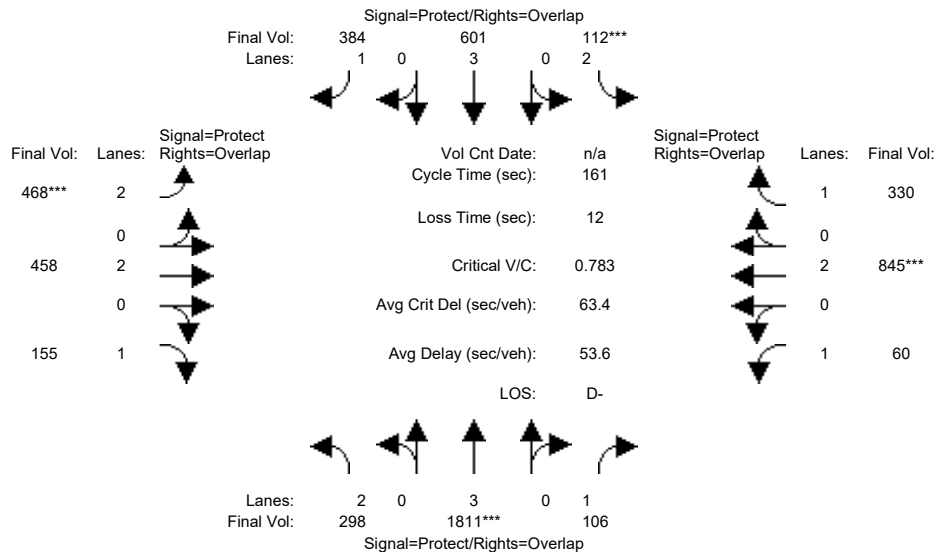 Signal=Protect/Rights=Overlap
Final Vol: 384 601 112***
Lanes: 1 0 3 0 2
Signal=Protect
Final Vol: Lanes: Rights=Overlap
Vol Cnt Date: n/a
Signal=Protect
Rights=Overlap Lanes: Final Vol:
Cycle Time (sec): 161
468*** 2
1 330
Loss Time (sec): 12
0
0
458 2
Critical V/C: 0.783
2 845***
0
Avg Crit Del (sec/veh): 63.4
0
155 1
Avg Delay (sec/veh): 53.6
1 60
LOS: D-
Lanes: 2 0 3 0 1
Final Vol: 298 1811*** 106
Signal=Protect/Rights=Overlap